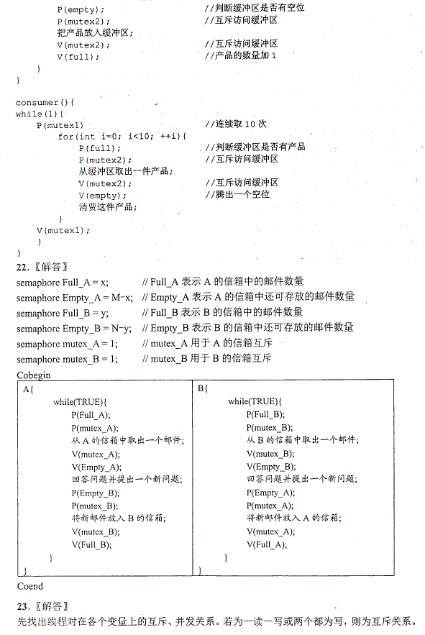 P(empty); //判断缓冲区是否有空位
P(mutex2); //互斥访问缓冲区
把产品放入缓冲区;
V(mutex2); //互斥访问缓冲区
V(full); //产品的数量加1
}
}
consumer(){
while(1){
P(mutex1) //连续取10次
for(int i=0; i<10; ++i){
P(full); //判断缓冲区是否有产品
P(mutex2); //互斥访问缓冲区
从缓冲区取出一件产品;
V(mutex2); //互斥访问缓冲区
V(empty); //腾出一个空位
消费这件产品;
}
V(mutex1);
}
}
22.〖解答〗
semaphore Full_A = x; // Full_A 表示 A 的信箱中的邮件数量
semaphore Empty_A = M-x; // Empty_A 表示 A 的信箱中还可存放的邮件数量
semaphore Full_B = y; // Full_B 表示 B 的信箱中的邮件数量
semaphore Empty_B = N-y; // Empty_B 表示 B 的信箱中还可存放的邮件数量
semaphore mutex_A = 1; // mutex_A 用于 A 的信箱互斥
semaphore mutex_B = 1; // mutex_B 用于 B 的信箱互斥
Cobegin
A{
while(TRUE){
P(Full_A);
P(mutex_A);
从 A 的信箱中取出一个邮件;
V(mutex_A);
V(Empty_A);
回答问题并提出一个新问题;
P(Empty_B);
P(mutex_B);
将新邮件放入 B 的信箱;
V(mutex_B);
V(Full_B);
}
}
B{
while(TRUE){
P(Full_B);
P(mutex_B);
从 B 的信箱中取出一个邮件;
V(mutex_B);
V(Empty_B);
回答问题并提出一个新问题;
P(Empty_A);
P(mutex_A);
将新邮件放入 A 的信箱;
V(mutex_A);
V(Full_A);
}
}
Coend
23.〖解答〗
先找出线程对在各个变量上的互斥、并发关系。若为一读一写或两个都为写，则为互斥关系，